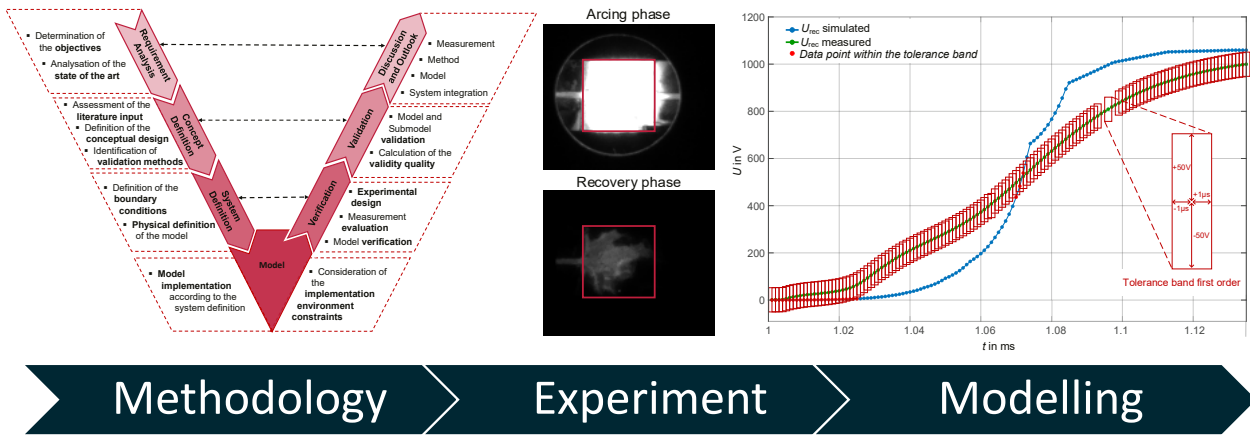 ▪ Determination of
the objectives
▪ Analysation of the
state of the art
Requirement
Analysis
Discussion
and Outlook
▪ Measurement
▪ Method
▪ Model
▪ System integration
▪ Assessment of the
literature input
▪ Definition of the
conceptual design
▪ Identification of
validation methods
Concept
Definition
Validation
▪ Model and
Submodel
validation
▪ Calculation of the
validity quality
▪ Definition of the
boundary
conditions
▪ Physical definition
of the model
System
Definition
Verification
▪ Experimental
design
▪ Measurement
evaluation
▪ Model verification
▪ Model
implementation
according to the
system definition
Model
▪ Consideration of
the
implementation
environment
constraints
Arcing phase
Recovery phase
1200
1000
800
600
400
200
0
U in V
1
1.02
1.04
1.06
1.08
1.1
1.12
t in ms
Urec simulated
Urec measured
Data point within the tolerance band
+50V
+1µs
-1µs
-50V
Tolerance band first order
Methodology
Experiment
Modelling